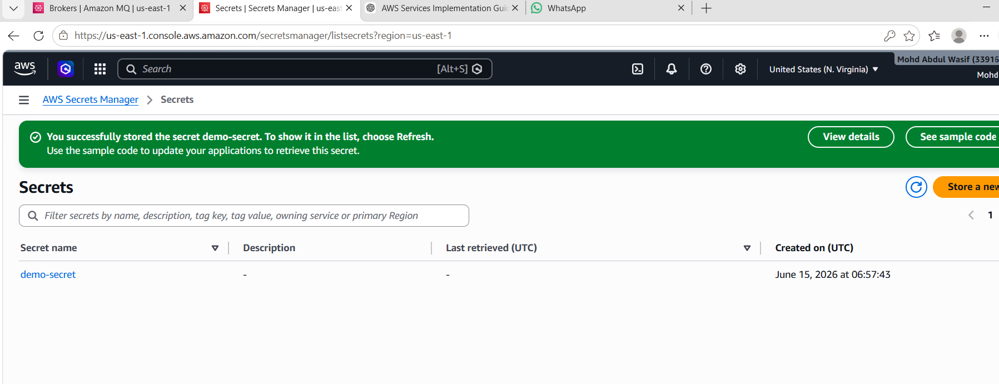 Brokers | Amazon MQ | us-east-1
Secrets | Secrets Manager | us-eas
AWS Services Implementation Gui
WhatsApp
https://us-east-1.console.aws.amazon.com/secretsmanager/listsecrets?region=us-east-1
aws
Search
[Alt+S]
United States (N. Virginia)
Mohd Abdul Wasif (33916
Mohd
AWS Secrets Manager > Secrets
You successfully stored the secret demo-secret. To show it in the list, choose Refresh.
Use the sample code to update your applications to retrieve this secret.
View details
See sample code
Secrets
Store a new
Filter secrets by name, description, tag key, tag value, owning service or primary Region
1
Secret name
Description
Last retrieved (UTC)
Created on (UTC)
demo-secret
-
-
June 15, 2026 at 06:57:43